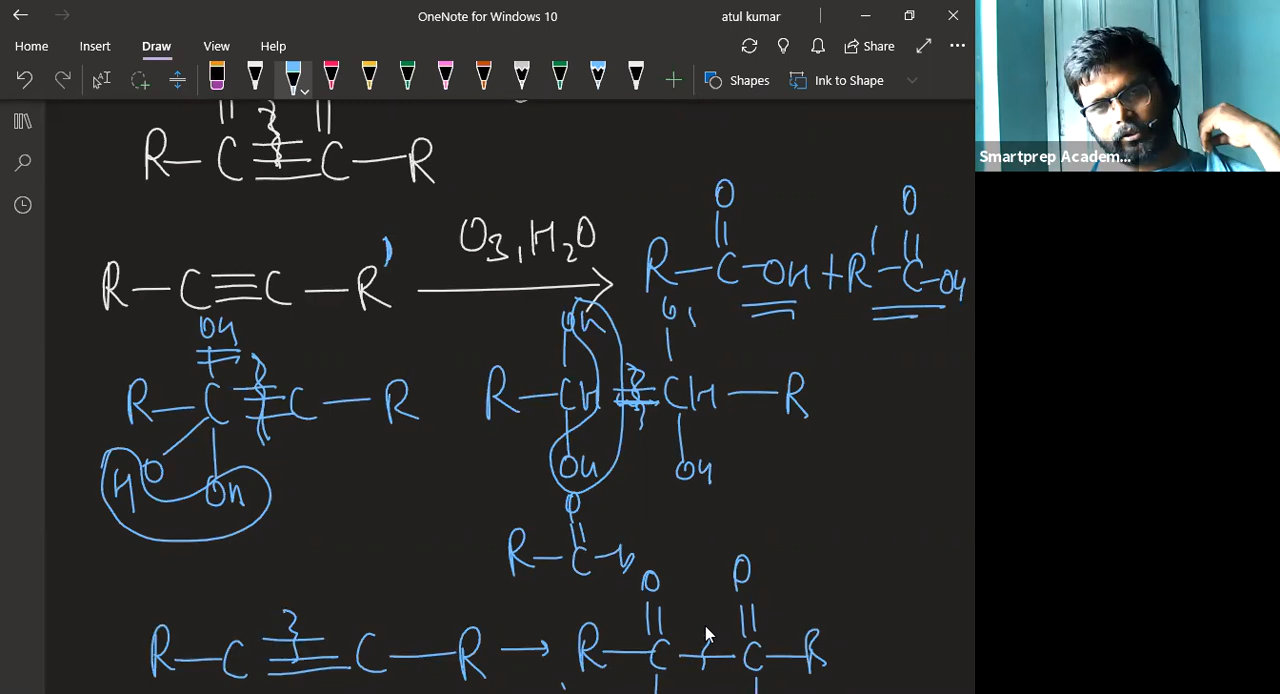 OneNote for Windows 10
atul kumar
Home Insert Draw View Help
Share
Shapes
Ink to Shape
Smartprep Academ...
R—C≡C—R
R—C≡C—R' O3, H2O
O O
|| ||
R—C—OH + R'—C—OH
OH OH OH
R—C≡C—R R—CH=CH—R
HO OH OH OH
O
||
R—C—H
O O
|| ||
R—C≡C—R → R—C—C—R